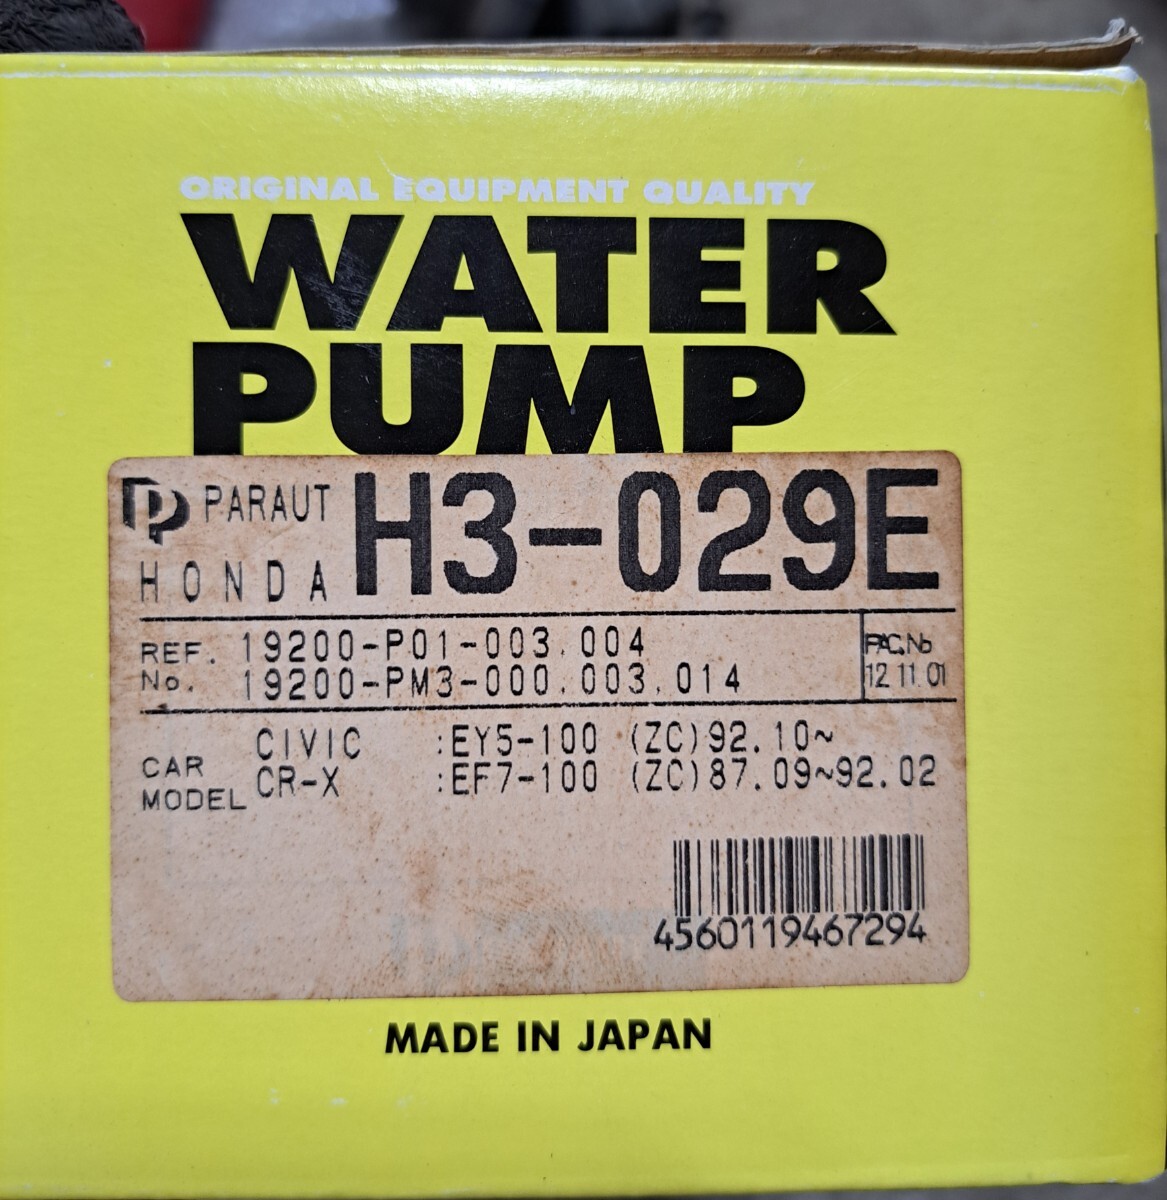 ORIGINAL EQUIPMENT QUALITY
WATER
PUMP
PARAUT H3-029E
HONDA
REF. 19200-P01-003.004
No. 19200-PM3-000.003.014
PAC.No
12.11.01
CAR MODEL
CIVIC :EY5-100 (ZC)92.10~
CR-X :EF7-100 (ZC)87.09~92.02
4560119467294
MADE IN JAPAN